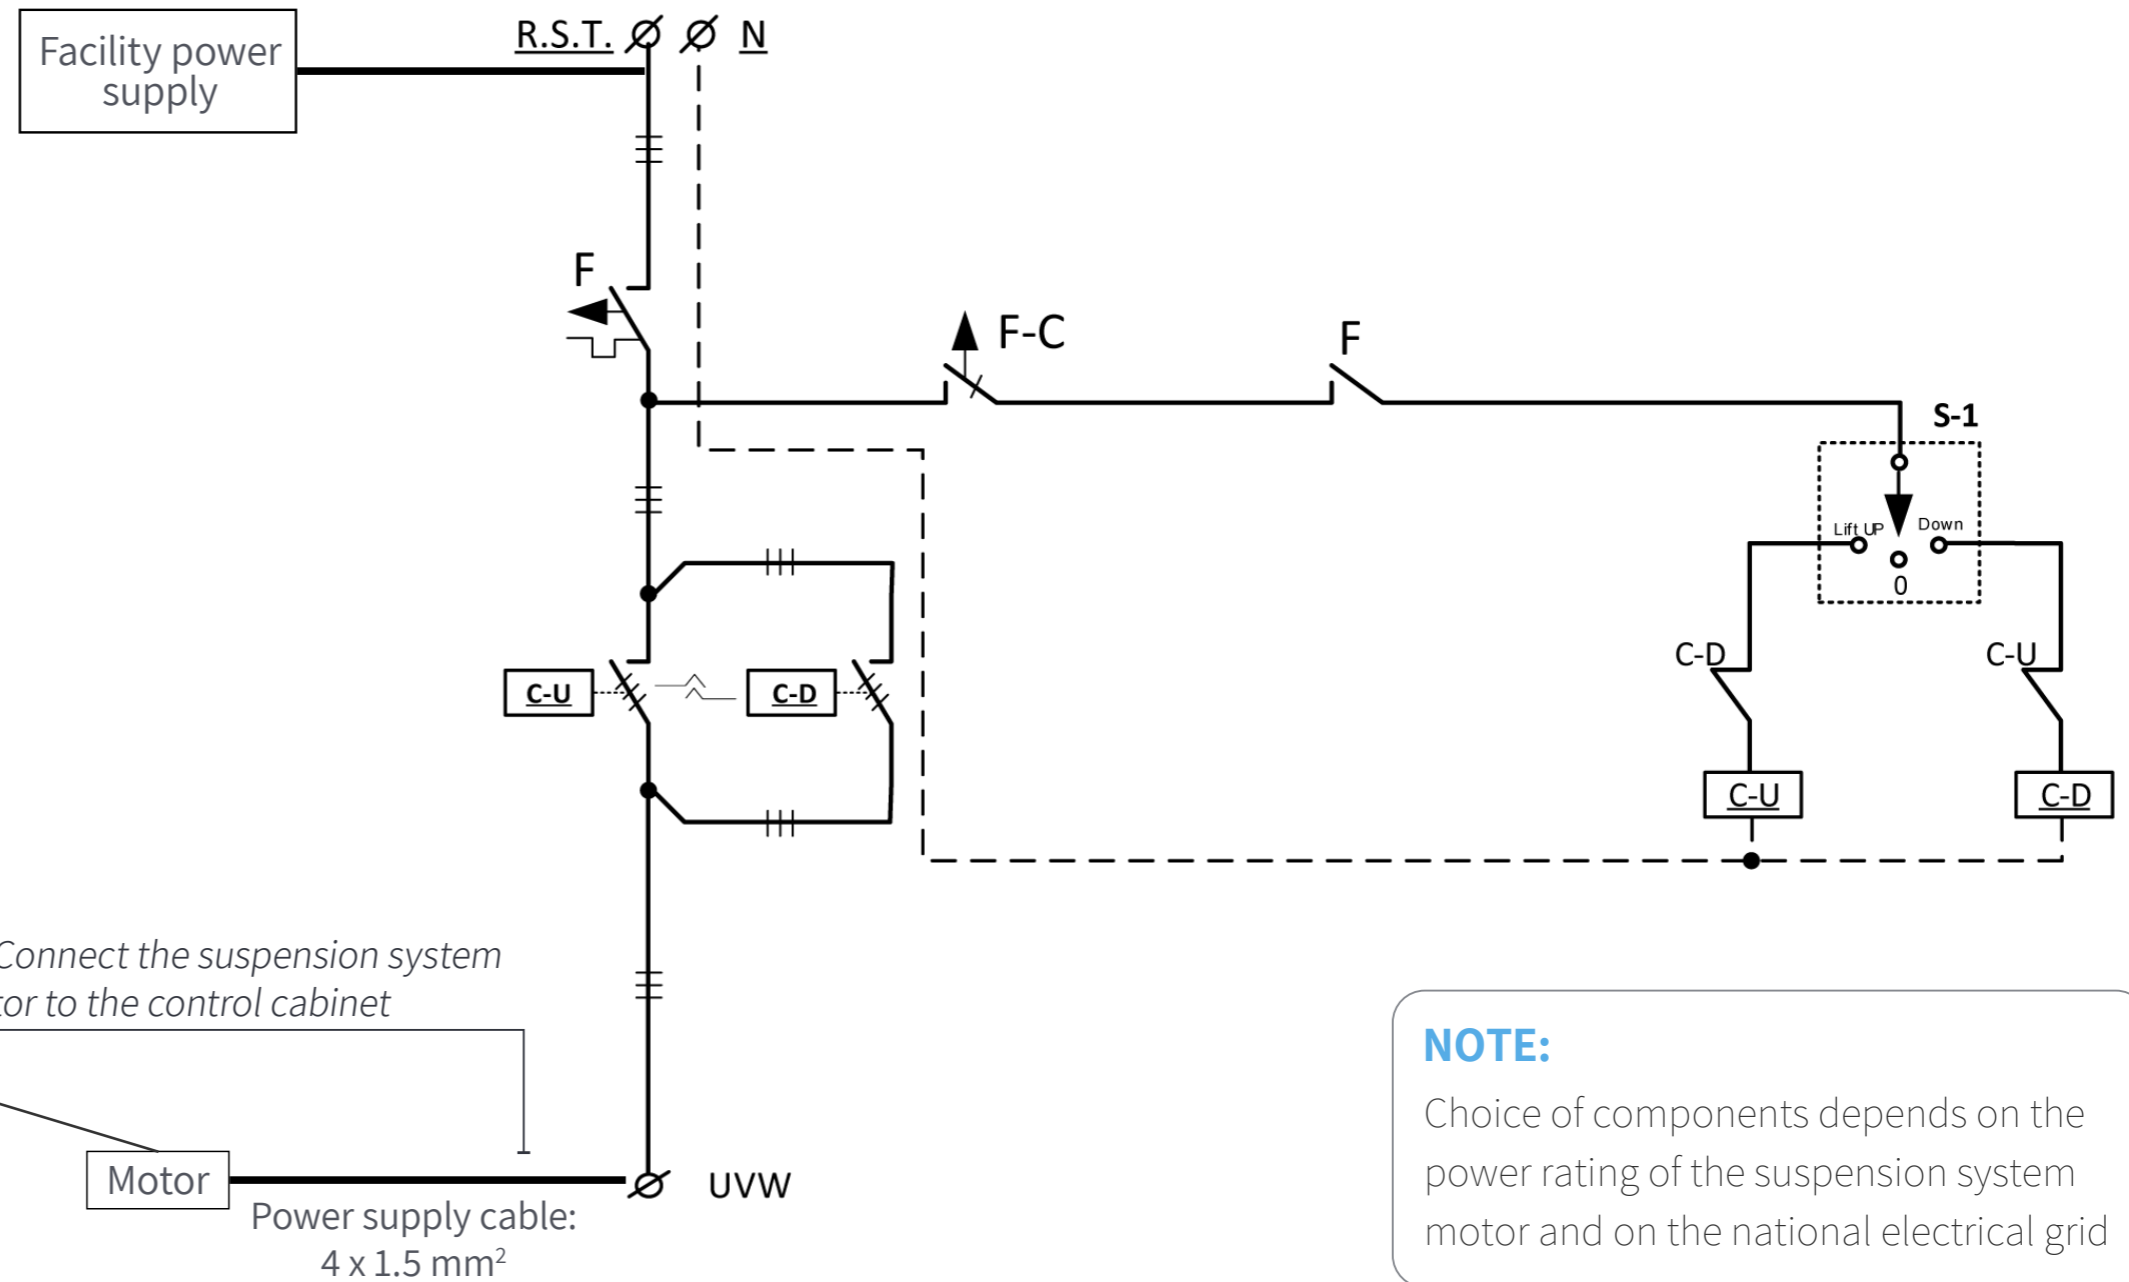 Facility power
supply
R.S.T.
N
F
F-C
F
S-1
Lift UP
Down
0
C-D
C-U
C-U
C-D
C-U
C-D
Connect the suspension system
tor to the control cabinet
Motor
UVW
Power supply cable:
4 x 1.5 mm²
NOTE:
Choice of components depends on the
power rating of the suspension system
motor and on the national electrical grid